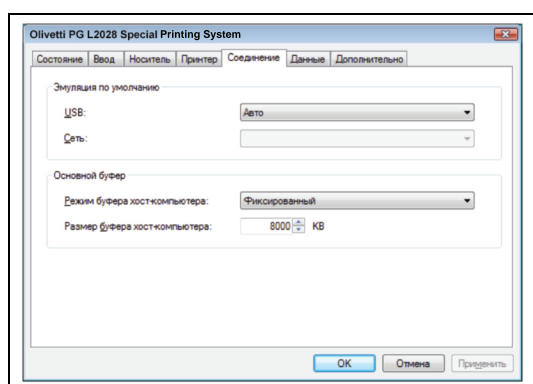 Olivetti PG L2028 Special Printing System
Состояние Ввод Носитель Принтер Соединение Данные Дополнительно
Эмуляция по умолчанию
USB: Авто
Сеть:
Основной буфер
Режим буфера хост-компьютера: Фиксированный
Размер буфера хост-компьютера: 8000 KB
OK Отмена Применить